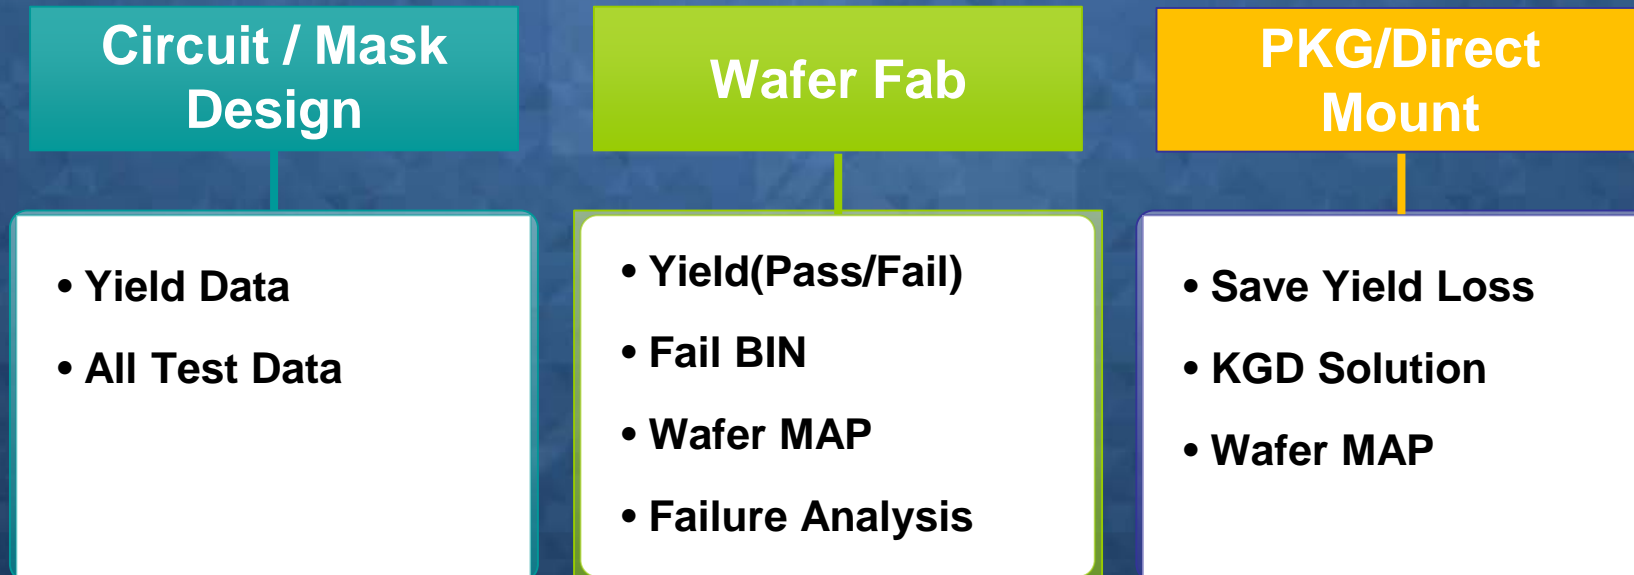 Circuit / Mask
Design
• Yield Data
• All Test Data
Wafer Fab
• Yield(Pass/Fail)
• Fail BIN
• Wafer MAP
• Failure Analysis
PKG/Direct
Mount
• Save Yield Loss
• KGD Solution
• Wafer MAP